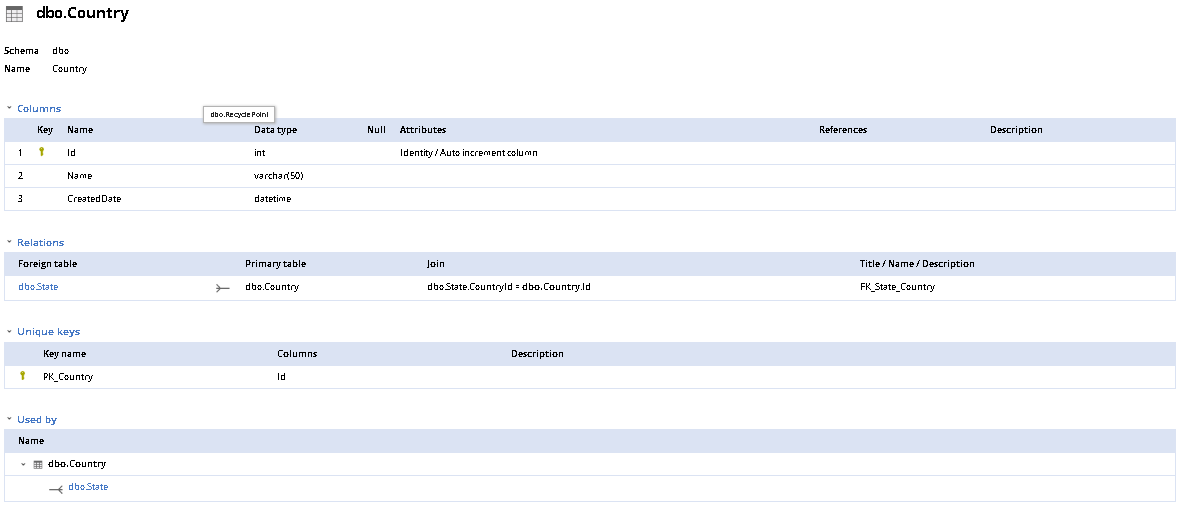 dbo.Country
Schema dbo
Name Country
Columns
dbo.RecyclePoint
Key Name Data type Null Attributes References Description
1 Id int Identity / Auto increment column
2 Name varchar(50)
3 CreatedDate datetime
Relations
Foreign table Primary table Join Title / Name / Description
dbo.State dbo.Country dbo.State.CountryId = dbo.Country.Id FK_State_Country
Unique keys
Key name Columns Description
PK_Country Id
Used by
Name
dbo.Country
dbo.State